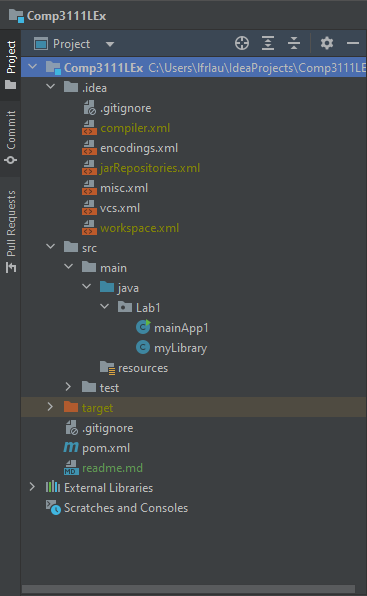 Comp3111LEx
Project
Project
Commit
Pull Requests
Comp3111LEx C:\Users\lfrlau\IdeaProjects\Comp3111LE
.idea
.gitignore
compiler.xml
encodings.xml
jarRepositories.xml
misc.xml
vcs.xml
workspace.xml
src
main
java
Lab1
C mainApp1
C myLibrary
resources
test
target
.gitignore
m pom.xml
MD readme.md
External Libraries
Scratches and Consoles